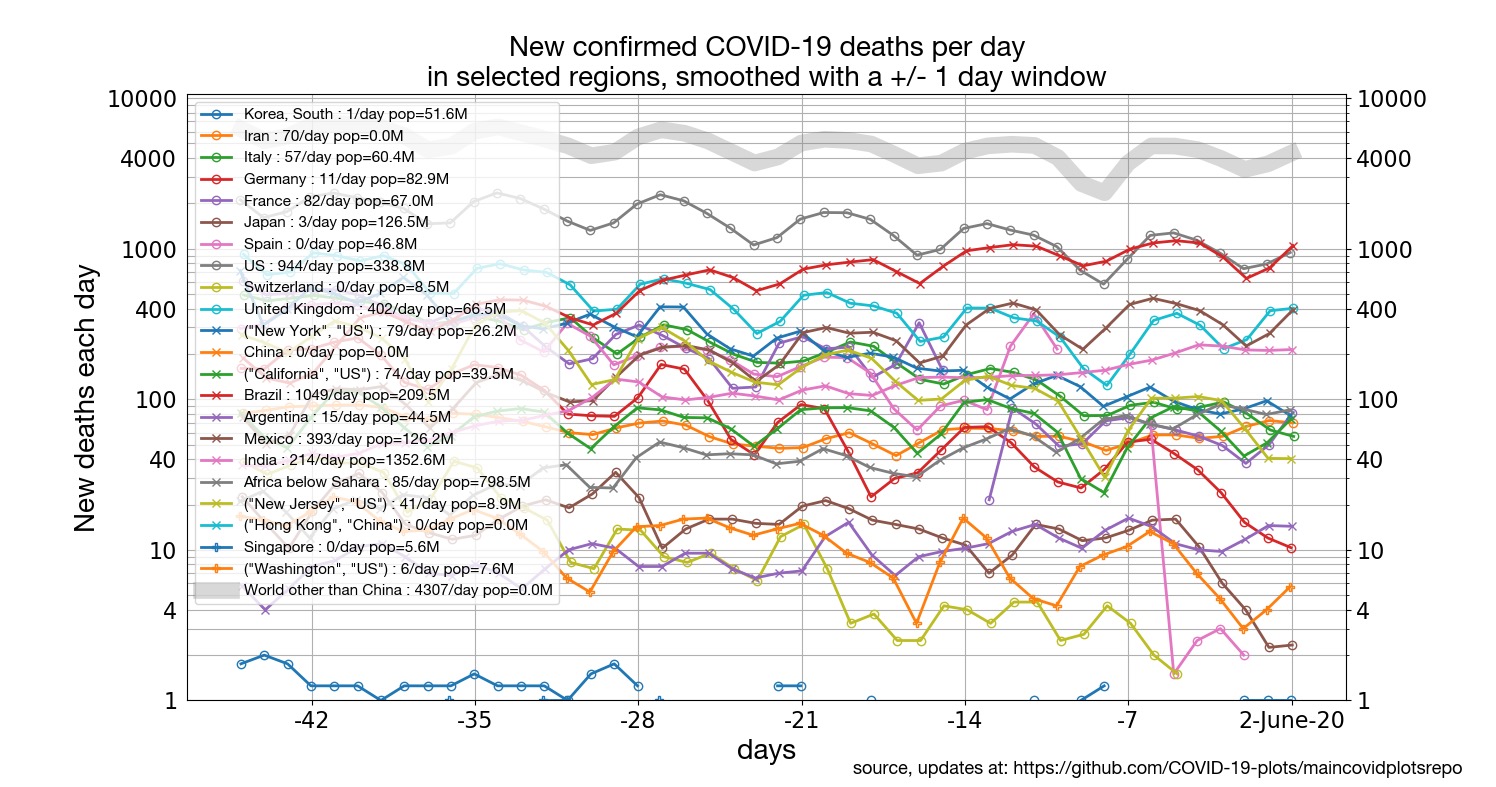 New confirmed COVID-19 deaths per day
in selected regions, smoothed with a +/- 1 day window
10000
4000
1000
400
100
40
10
4
1
New deaths each day
Korea, South : 1/day pop=51.6M
Iran : 70/day pop=0.0M
Italy : 57/day pop=60.4M
Germany : 11/day pop=82.9M
France : 82/day pop=67.0M
Japan : 3/day pop=126.5M
Spain : 0/day pop=46.8M
US : 944/day pop=338.8M
Switzerland : 0/day pop=8.5M
United Kingdom : 402/day pop=66.5M
("New York", "US") : 79/day pop=26.2M
China : 0/day pop=0.0M
("California", "US") : 74/day pop=39.5M
Brazil : 1049/day pop=209.5M
Argentina : 15/day pop=44.5M
Mexico : 393/day pop=126.2M
India : 214/day pop=1352.6M
Africa below Sahara : 85/day pop=798.5M
("New Jersey", "US") : 41/day pop=8.9M
("Hong Kong", "China") : 0/day pop=0.0M
Singapore : 0/day pop=5.6M
("Washington", "US") : 6/day pop=7.6M
World other than China : 4307/day pop=0.0M
10000
4000
1000
400
100
40
10
4
1
-42 -35 -28 -21 -14 -7 2-June-20
days
source, updates at: https://github.com/COVID-19-plots/maincovidplotsrepo